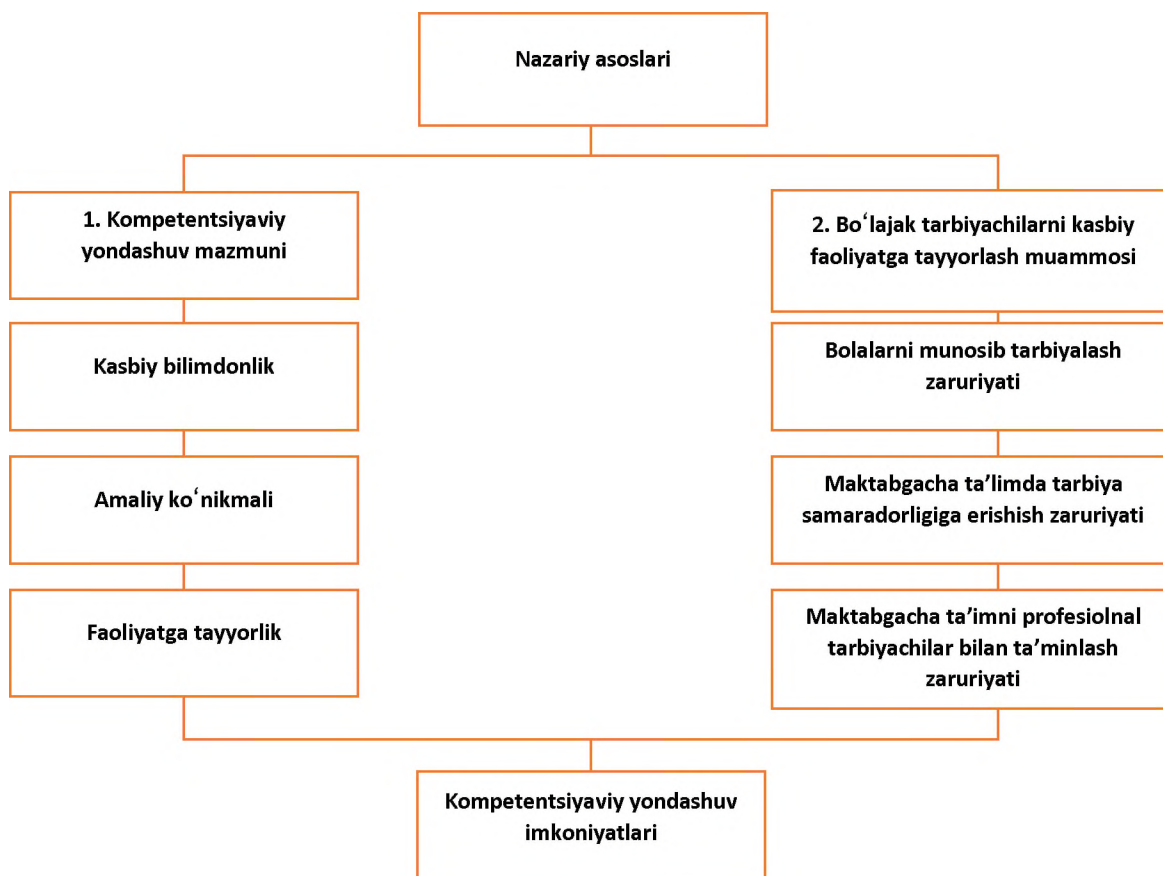 Nazariy asoslari
1. Kompetentsiyaviy
yondashuv mazmuni
Kasbiy bilimdonlik
Amaliy koʻnikmali
Faoliyatga tayyorlik
2. Boʻlajak tarbiyachilarni kasbiy
faoliyatga tayyorlash muammosi
Bolalarni munosib tarbiyalash
zaruriyati
Maktabgacha ta’limda tarbiya
samaradorligiga erishish zaruriyati
Maktabgacha ta’imni profesiolnal
tarbiyachilar bilan ta’minlash
zaruriyati
Kompetentsiyaviy yondashuv
imkoniyatlari